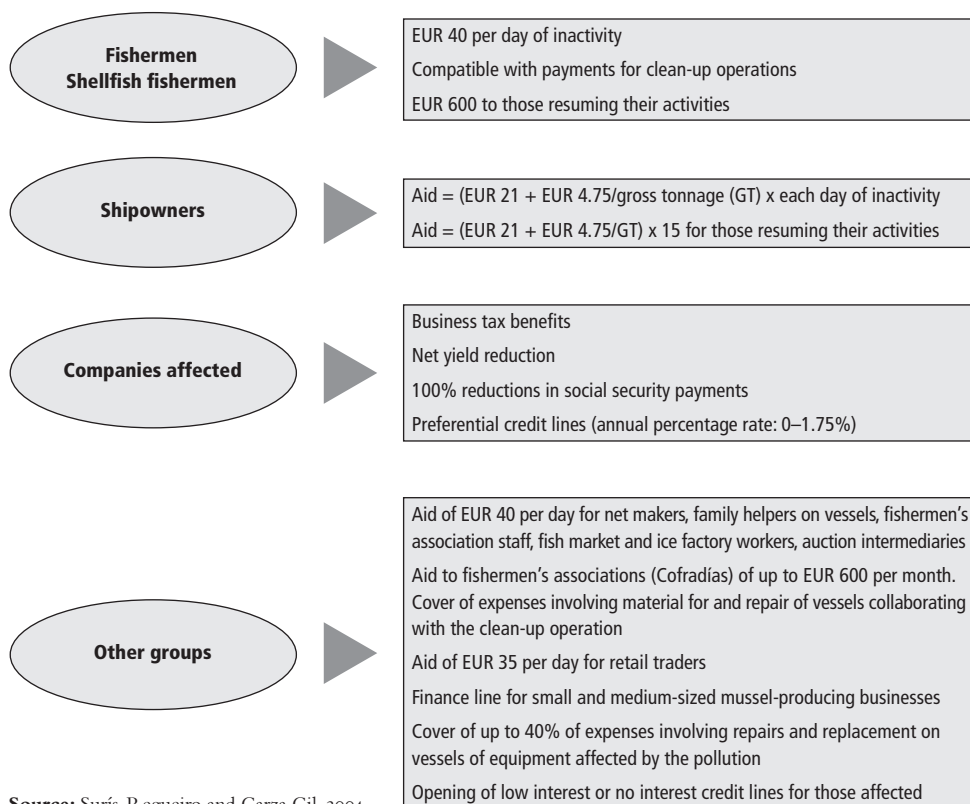 Fishermen
Shellfish fishermen
EUR 40 per day of inactivity
Compatible with payments for clean-up operations
EUR 600 to those resuming their activities
Shipowners
Aid = (EUR 21 + EUR 4.75/gross tonnage (GT) x each day of inactivity
Aid = (EUR 21 + EUR 4.75/GT) x 15 for those resuming their activities
Companies affected
Business tax benefits
Net yield reduction
100% reductions in social security payments
Preferential credit lines (annual percentage rate: 0–1.75%)
Other groups
Aid of EUR 40 per day for net makers, family helpers on vessels, fishermen's
association staff, fish market and ice factory workers, auction intermediaries
Aid to fishermen's associations (Cofradías) of up to EUR 600 per month.
Cover of expenses involving material for and repair of vessels collaborating
with the clean-up operation
Aid of EUR 35 per day for retail traders
Finance line for small and medium-sized mussel-producing businesses
Cover of up to 40% of expenses involving repairs and replacement on
vessels of equipment affected by the pollution
Opening of low interest or no interest credit lines for those affected
Source: Surís-Regueiro and Garza-Gil, 2004